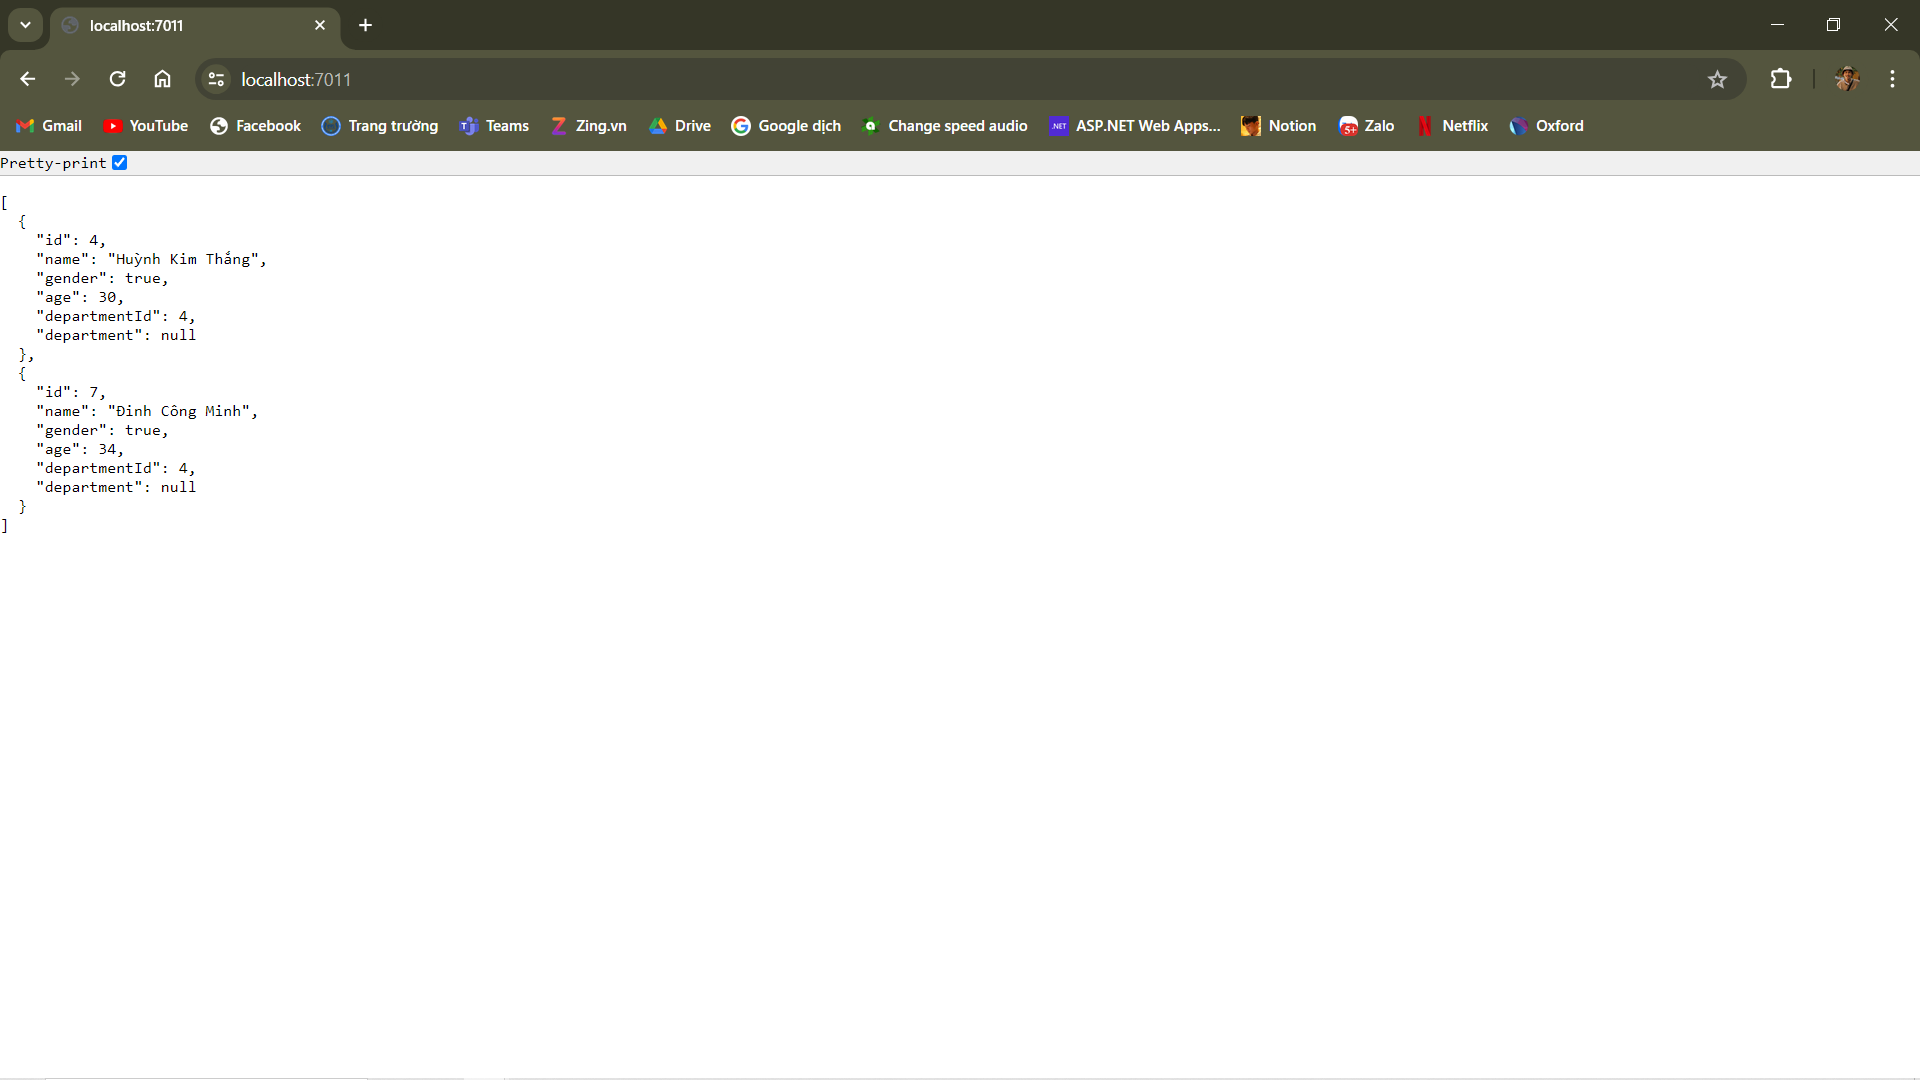 localhost:7011
localhost:7011
Gmail YouTube Facebook Trang trường Teams Zing.vn Drive Google dịch Change speed audio .NET ASP.NET Web Apps... Notion 5+ Zalo Netflix Oxford
Pretty-print
[
  {
    "id": 4,
    "name": "Huỳnh Kim Thắng",
    "gender": true,
    "age": 30,
    "departmentId": 4,
    "department": null
  },
  {
    "id": 7,
    "name": "Đinh Công Minh",
    "gender": true,
    "age": 34,
    "departmentId": 4,
    "department": null
  }
]